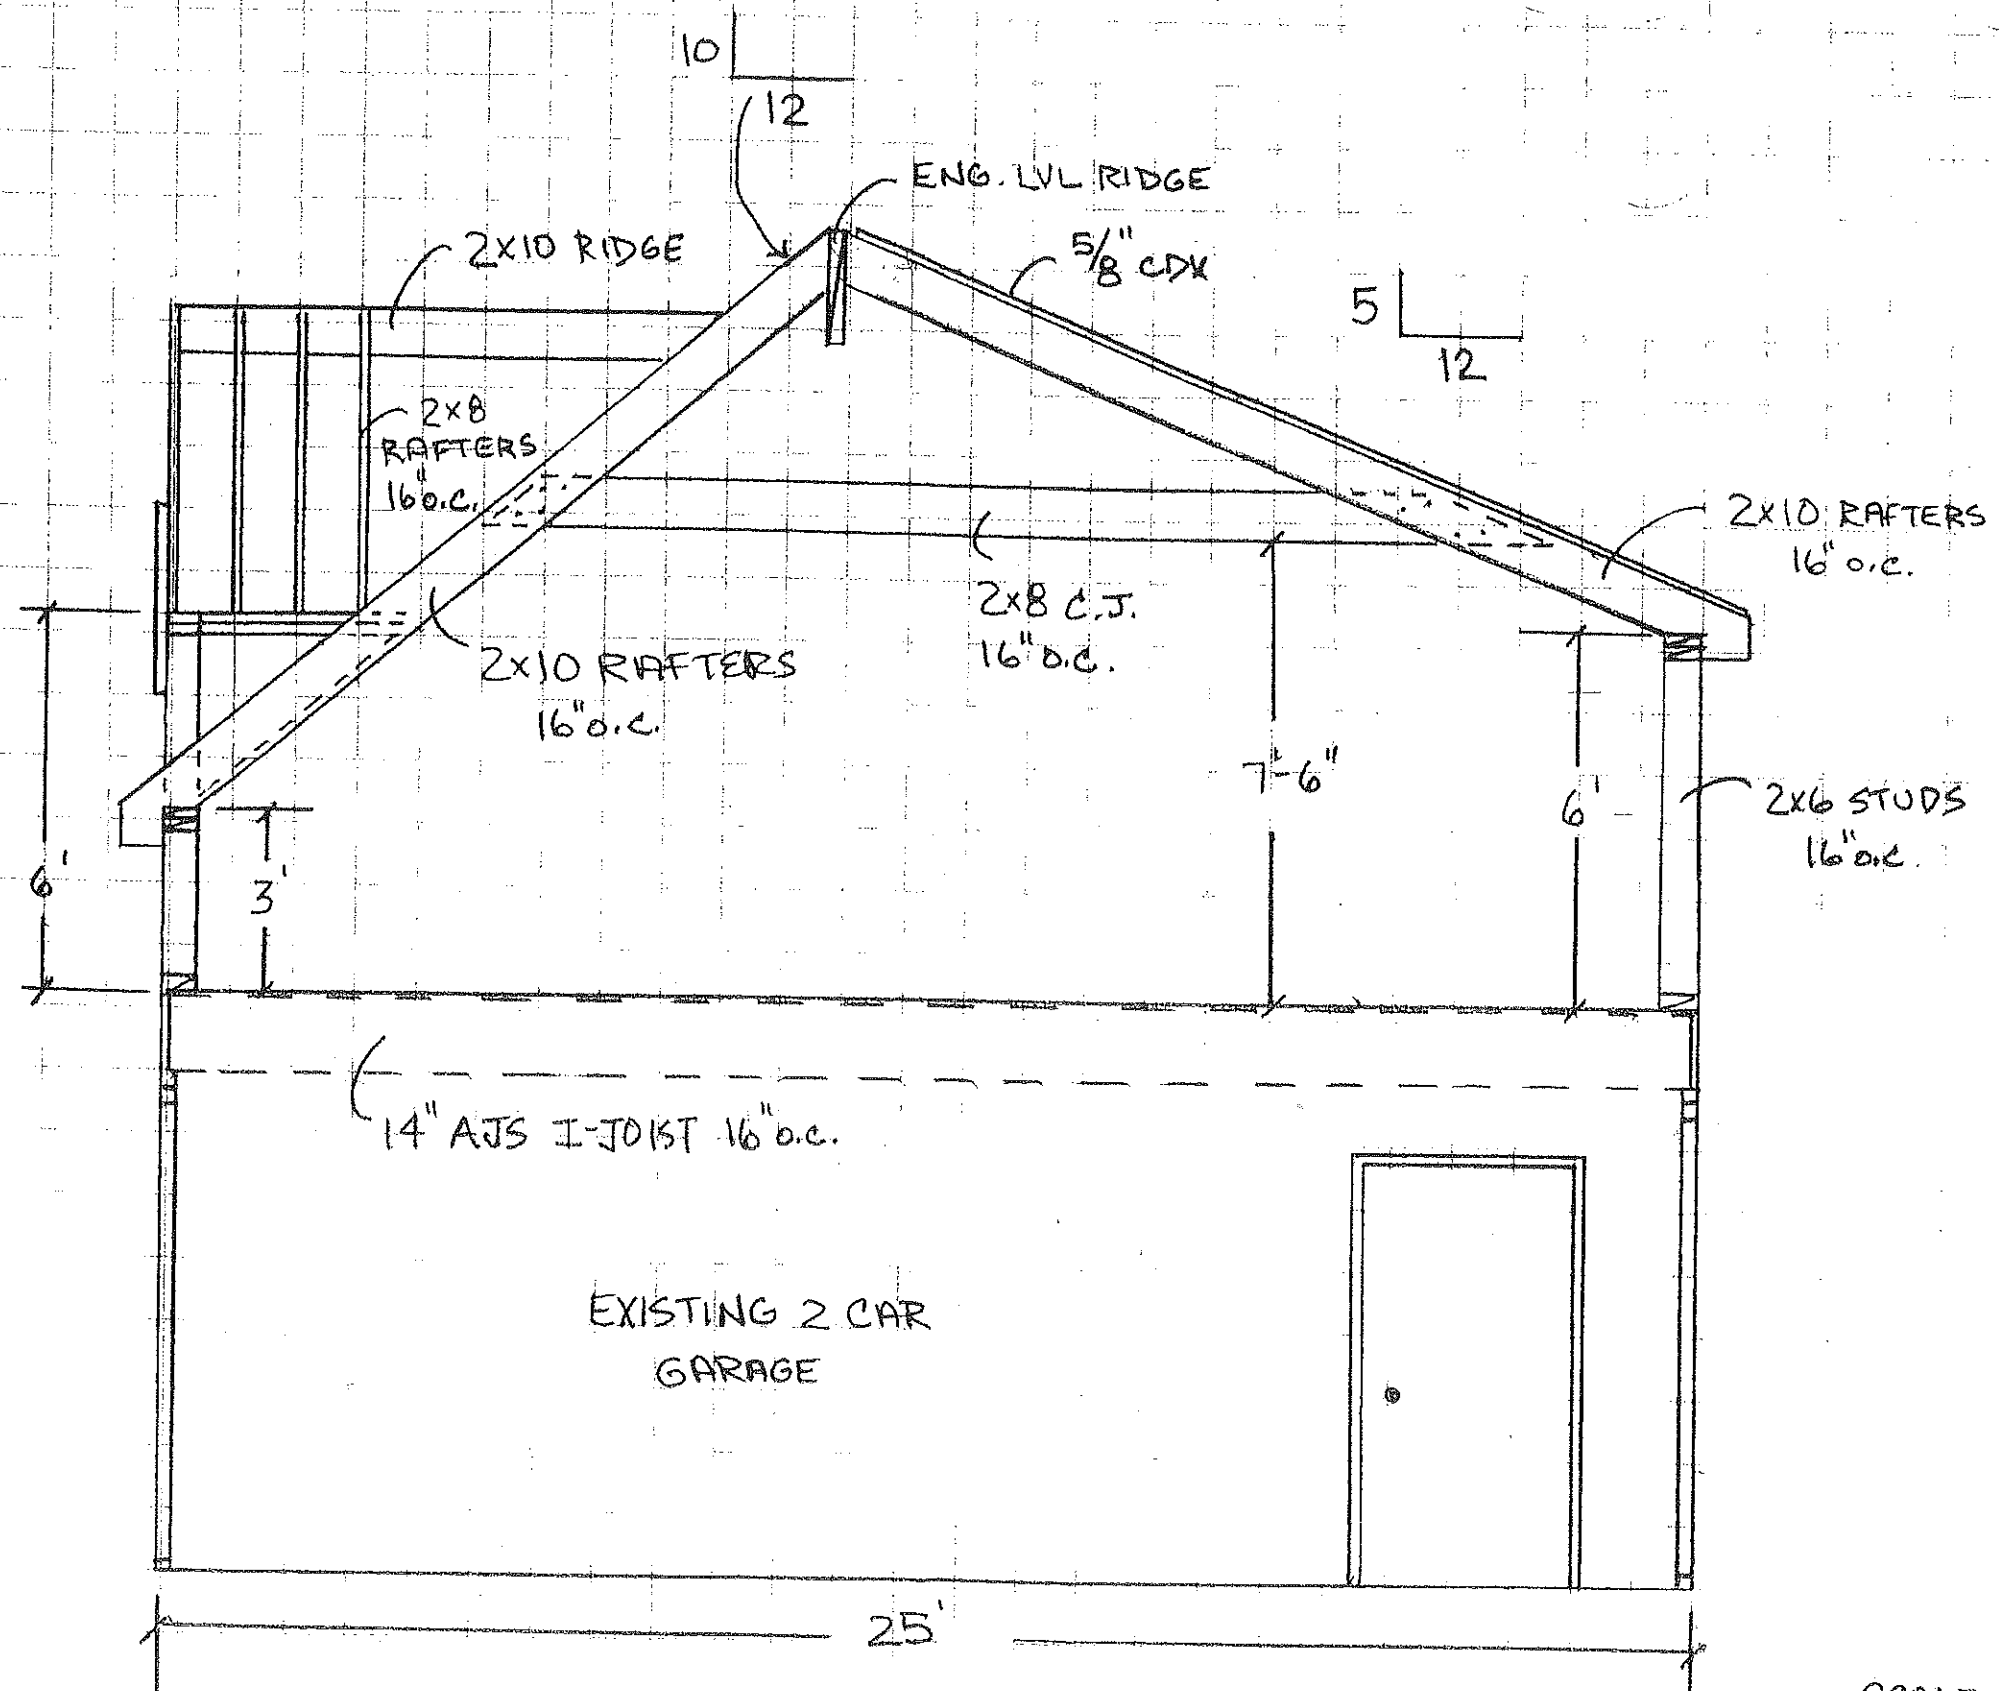 10
12
ENG. LVL RIDGE
2X10 RIDGE
5/8" CDX
5
12
2X8
RAFTERS
16" O.C.
2X10 RAFTERS
16" O.C.
2X8 C.J.
16" O.C.
2X10 RAFTERS
16" O.C.
7'-6"
6'
2X6 STUDS
16" O.C.
6'
3'
14" AJS I-JOIST 16" O.C.
EXISTING 2 CAR
GARAGE
25'